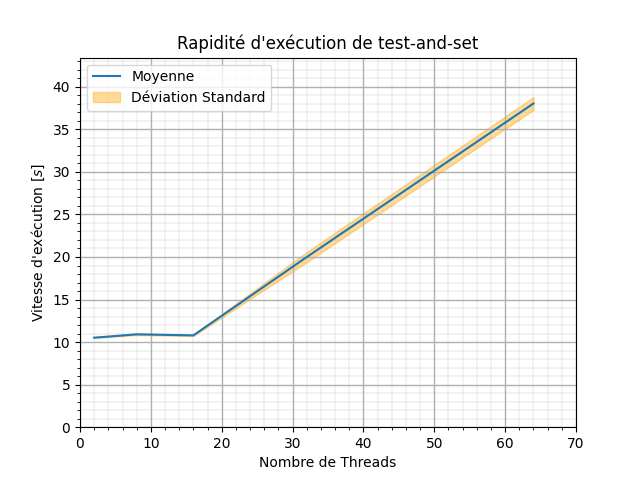 Rapidité d'exécution de test-and-set
Moyenne
Déviation Standard
Vitesse d'exécution [s]
40
35
30
25
20
15
10
5
0
0 10 20 30 40 50 60 70
Nombre de Threads